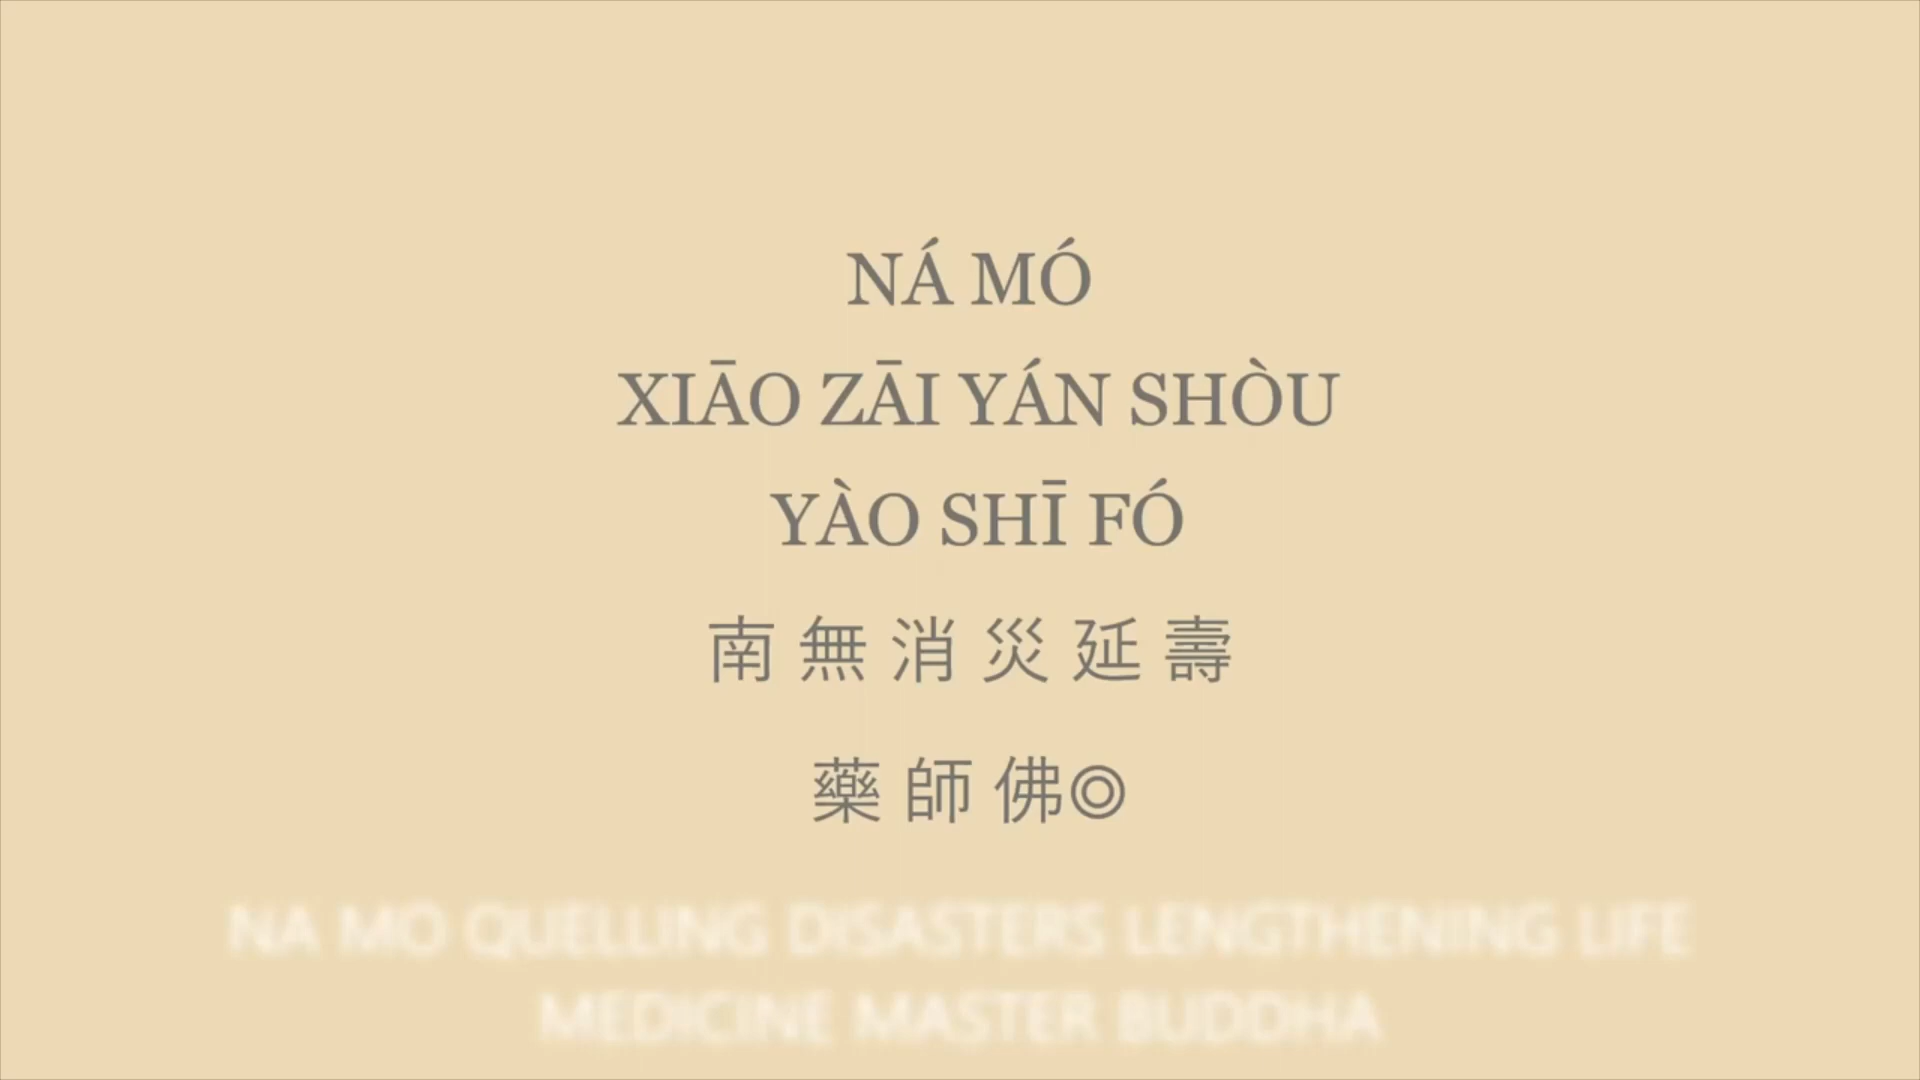 NÁ MÓ
XIĀO ZĀI YÁN SHÒU
YÀO SHĪ FÓ
南 無 消 災 延 壽
藥 師 佛◎
NA MO QUELLING DISASTERS LENGTHENING LIFE
MEDICINE MASTER BUDDHA